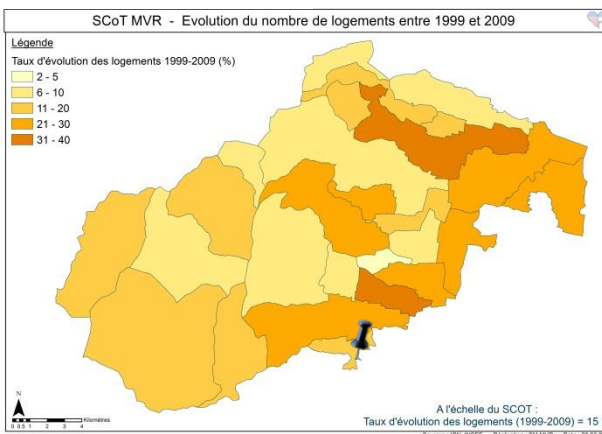 SCoT MVR - Evolution du nombre de logements entre 1999 et 2009
Légende
Taux d'évolution des logements 1999-2009 (%)
2 - 5
6 - 10
11 - 20
21 - 30
31 - 40
N
0 0.5 1 2 3 4 Kilomètres
A l'échelle du SCOT :
Taux d'évolution des logements (1999-2009) = 15